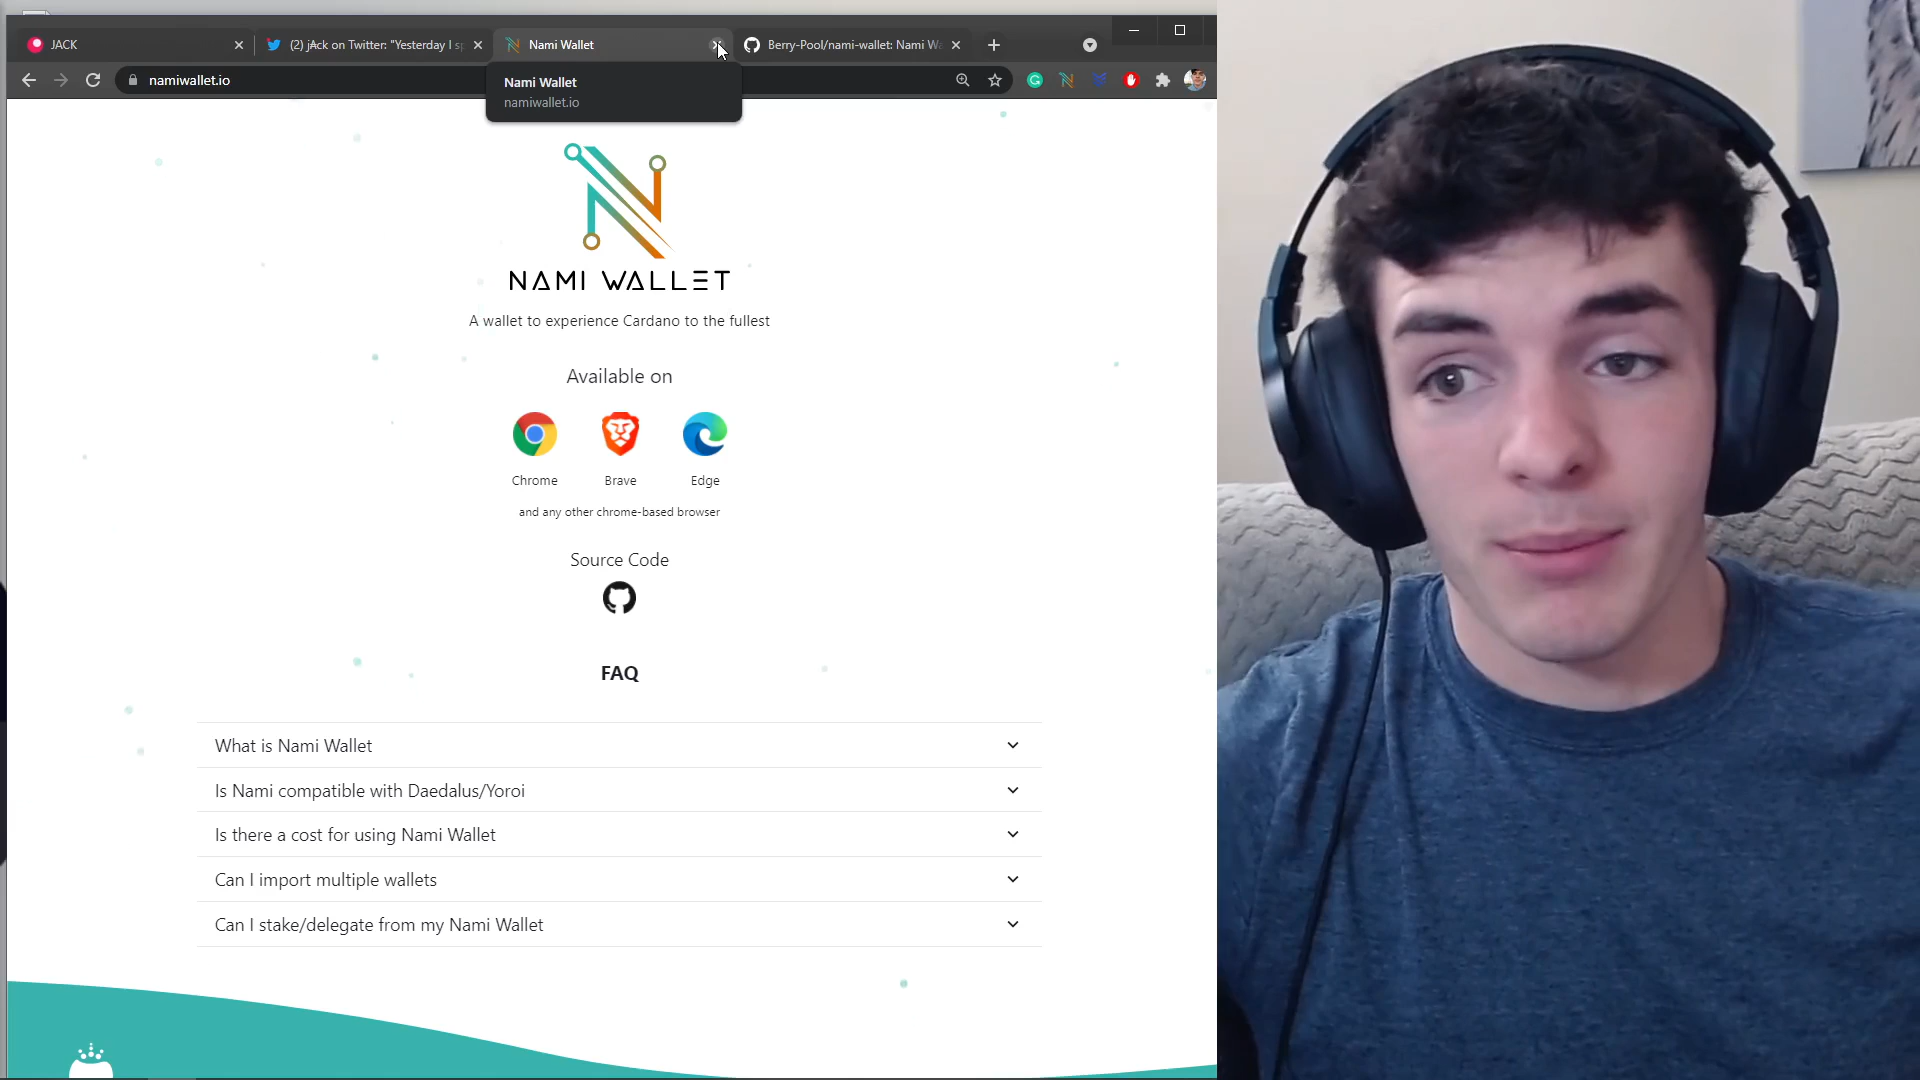 JACK
(2) jack on Twitter: "Yesterday I s
Nami Wallet
Berry-Pool/nami-wallet: Nami Wa
namiwallet.io
Nami Wallet
namiwallet.io
NAMI WALLET
A wallet to experience Cardano to the fullest
Available on
Chrome
Brave
Edge
and any other chrome-based browser
Source Code
FAQ
What is Nami Wallet
Is Nami compatible with Daedalus/Yoroi
Is there a cost for using Nami Wallet
Can I import multiple wallets
Can I stake/delegate from my Nami Wallet